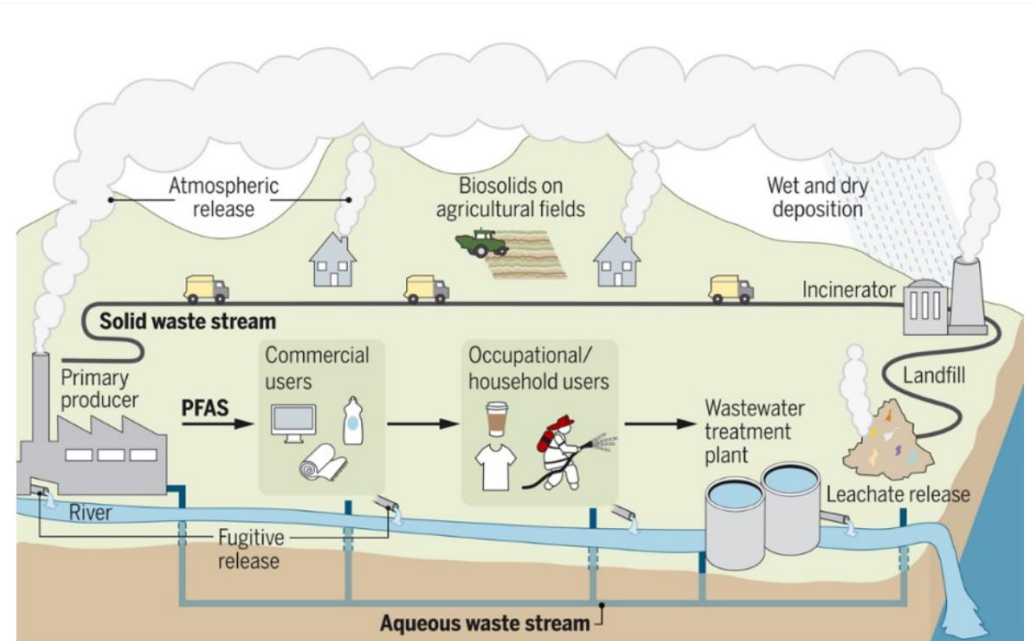 Atmospheric
release
Biosolids on
agricultural fields
Wet and dry
deposition
Incinerator
Solid waste stream
Primary
producer
PFAS
Commercial
users
Occupational/
household users
Wastewater
treatment
plant
Landfill
Leachate release
River
Fugitive
release
Aqueous waste stream